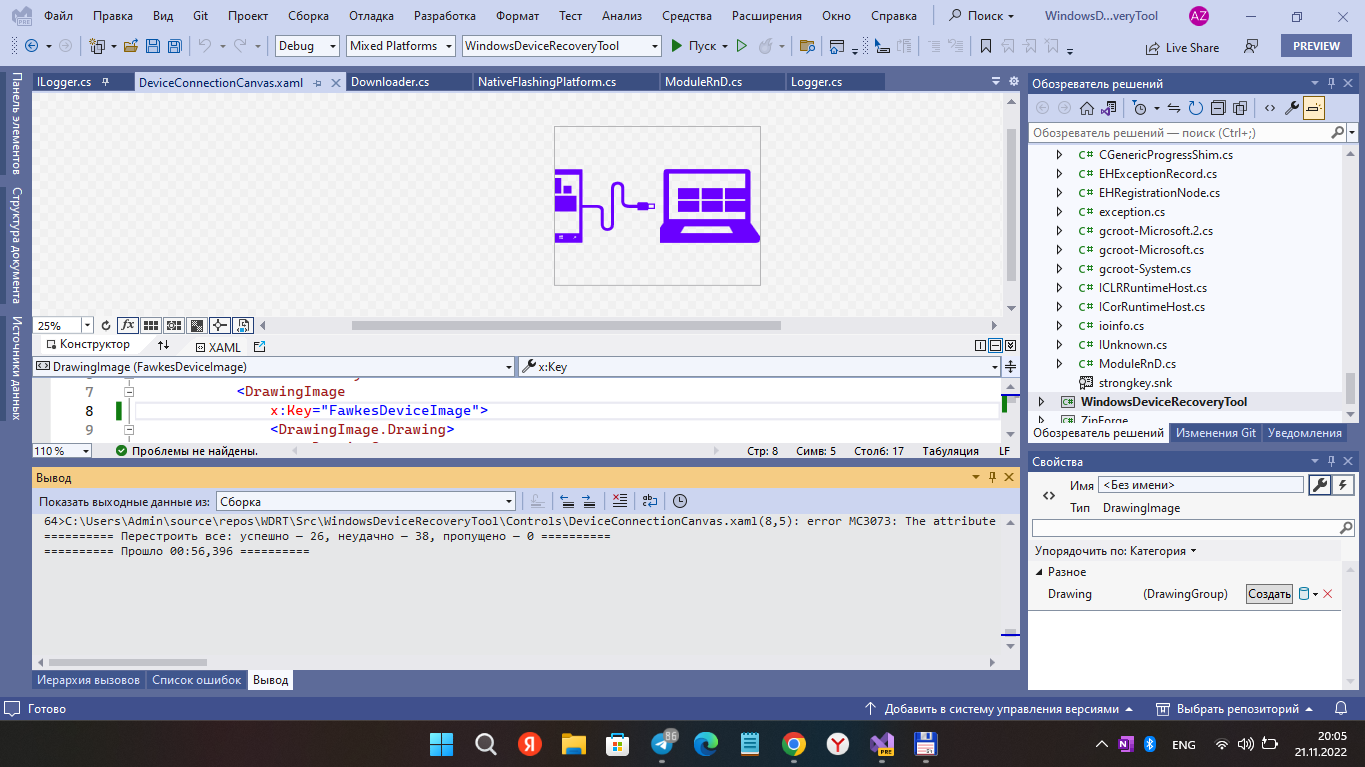 Файл Правка Вид Git Проект Сборка Отладка Разработка Формат Тест Анализ Средства Расширения Окно Справка Поиск WindowsD...veryTool AZ
PRE
Debug Mixed Platforms WindowsDeviceRecoveryTool Пуск Live Share PREVIEW
Панель элементов
Структура документа
Источники данных
ILogger.cs DeviceConnectionCanvas.xaml Downloader.cs NativeFlashingPlatform.cs ModuleRnD.cs Logger.cs
25% fx
Конструктор XAML
DrawingImage (FawkesDeviceImage) x:Key
7 <DrawingImage
8 x:Key="FawkesDeviceImage">
9 <DrawingImage.Drawing>
110 % Проблемы не найдены. Стр: 8 Симв: 5 Столб: 17 Табуляция LF
Вывод
Показать выходные данные из: Сборка
64>C:\Users\Admin\source\repos\WDRT\Src\WindowsDeviceRecoveryTool\Controls\DeviceConnectionCanvas.xaml(8,5): error MC3073: The attribute
========== Перестроить все: успешно — 26, неудачно — 38, пропущено — 0 ==========
========== Прошло 00:56,396 ==========
Иерархия вызовов Список ошибок Вывод
Обозреватель решений
Обозреватель решений — поиск (Ctrl+;)
C# CGenericProgressShim.cs
C# EHExceptionRecord.cs
C# EHRegistrationNode.cs
C# exception.cs
C# gcroot-Microsoft.2.cs
C# gcroot-Microsoft.cs
C# gcroot-System.cs
C# ICLRRuntimeHost.cs
C# ICorRuntimeHost.cs
C# ioinfo.cs
C# IUnknown.cs
C# ModuleRnD.cs
strongkey.snk
C# WindowsDeviceRecoveryTool
ZipForge
Обозреватель решений Изменения Git Уведомления
Свойства
Имя <Без имени>
Тип DrawingImage
Упорядочить по: Категория
Разное
Drawing (DrawingGroup) Создать
Готово Добавить в систему управления версиями Выбрать репозиторий
Я 86 Y PRE N ENG 20:05
21.11.2022